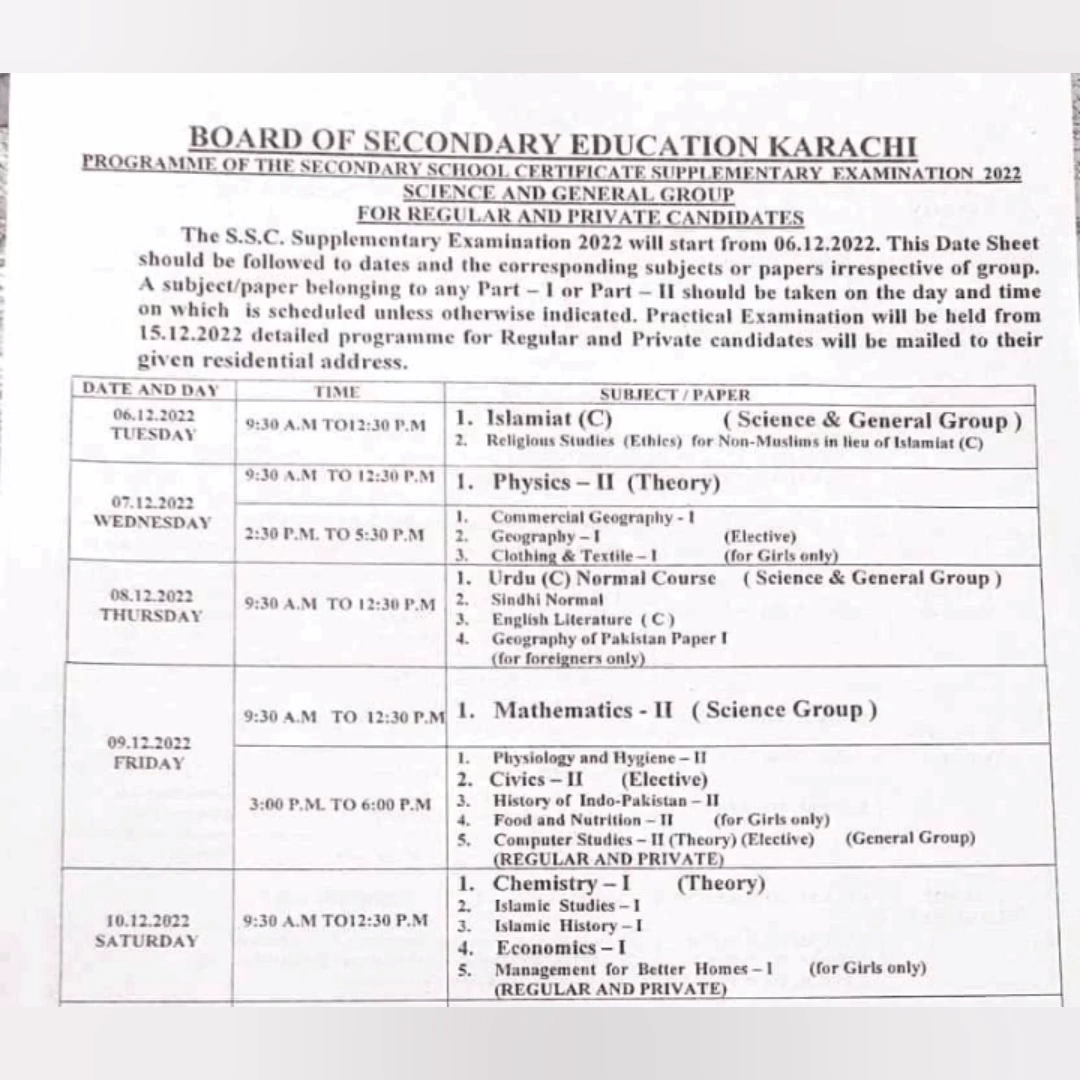 BOARD OF SECONDARY EDUCATION KARACHI
PROGRAMME OF THE SECONDARY SCHOOL CERTIFICATE SUPPLEMENTARY EXAMINATION 2022
SCIENCE AND GENERAL GROUP
FOR REGULAR AND PRIVATE CANDIDATES
The S.S.C. Supplementary Examination 2022 will start from 06.12.2022. This Date Sheet
should be followed to dates and the corresponding subjects or papers irrespective of group.
A subject/paper belonging to any Part – I or Part – II should be taken on the day and time
on which is scheduled unless otherwise indicated. Practical Examination will be held from
15.12.2022 detailed programme for Regular and Private candidates will be mailed to their
given residential address.
DATE AND DAY TIME SUBJECT / PAPER
06.12.2022
TUESDAY
9:30 A.M TO12:30 P.M
1. Islamiat (C) ( Science & General Group )
2. Religious Studies (Ethics) for Non-Muslims in lieu of Islamiat (C)
07.12.2022
WEDNESDAY
9:30 A.M TO 12:30 P.M
1. Physics – II (Theory)
2:30 P.M. TO 5:30 P.M
1. Commercial Geography - I
2. Geography – I (Elective)
3. Clothing & Textile – I (for Girls only)
08.12.2022
THURSDAY
9:30 A.M TO 12:30 P.M
1. Urdu (C) Normal Course ( Science & General Group )
2. Sindhi Normal
3. English Literature ( C )
4. Geography of Pakistan Paper I
(for foreigners only)
09.12.2022
FRIDAY
9:30 A.M TO 12:30 P.M
1. Mathematics - II ( Science Group )
3:00 P.M. TO 6:00 P.M
1. Physiology and Hygiene – II
2. Civics – II (Elective)
3. History of Indo-Pakistan – II
4. Food and Nutrition – II (for Girls only)
5. Computer Studies – II (Theory) (Elective) (General Group)
(REGULAR AND PRIVATE)
10.12.2022
SATURDAY
9:30 A.M TO12:30 P.M
1. Chemistry – I (Theory)
2. Islamic Studies – I
3. Islamic History – I
4. Economics – I
5. Management for Better Homes – I (for Girls only)
(REGULAR AND PRIVATE)